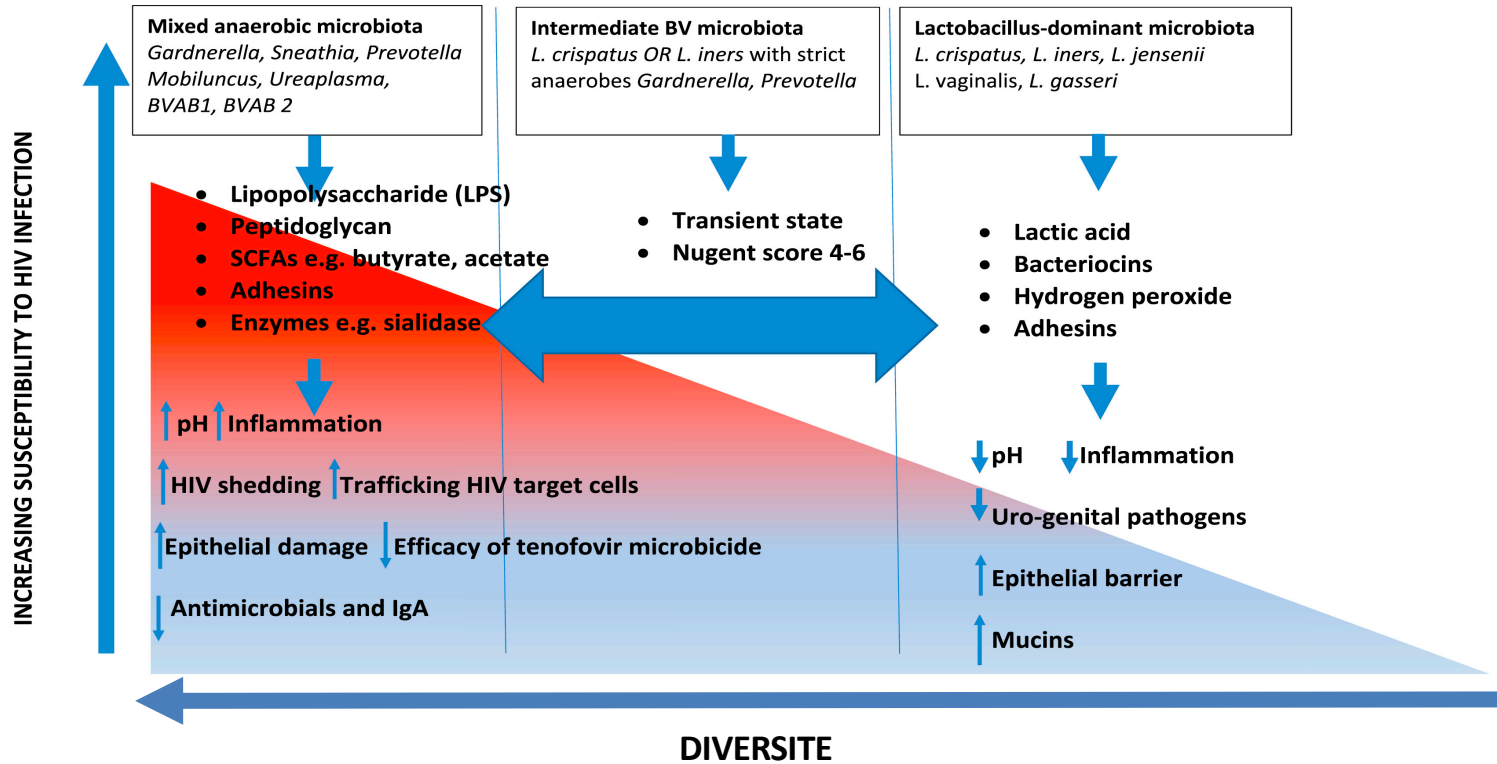 INCREASING SUSCEPTIBILITY TO HIV INFECTION
Mixed anaerobic microbiota
Gardnerella, Sneathia, Prevotella
Mobiluncus, Ureaplasma,
BVAB1, BVAB 2
• Lipopolysaccharide (LPS)
• Peptidoglycan
• SCFAs e.g. butyrate, acetate
• Adhesins
• Enzymes e.g. sialidase
pH Inflammation
HIV shedding Trafficking HIV target cells
Epithelial damage Efficacy of tenofovir microbicide
Antimicrobials and IgA
Intermediate BV microbiota
L. crispatus OR L. iners with strict
anaerobes Gardnerella, Prevotella
• Transient state
• Nugent score 4-6
Lactobacillus-dominant microbiota
L. crispatus, L. iners, L. jensenii
L. vaginalis, L. gasseri
• Lactic acid
• Bacteriocins
• Hydrogen peroxide
• Adhesins
pH Inflammation
Uro-genital pathogens
Epithelial barrier
Mucins
DIVERSITE